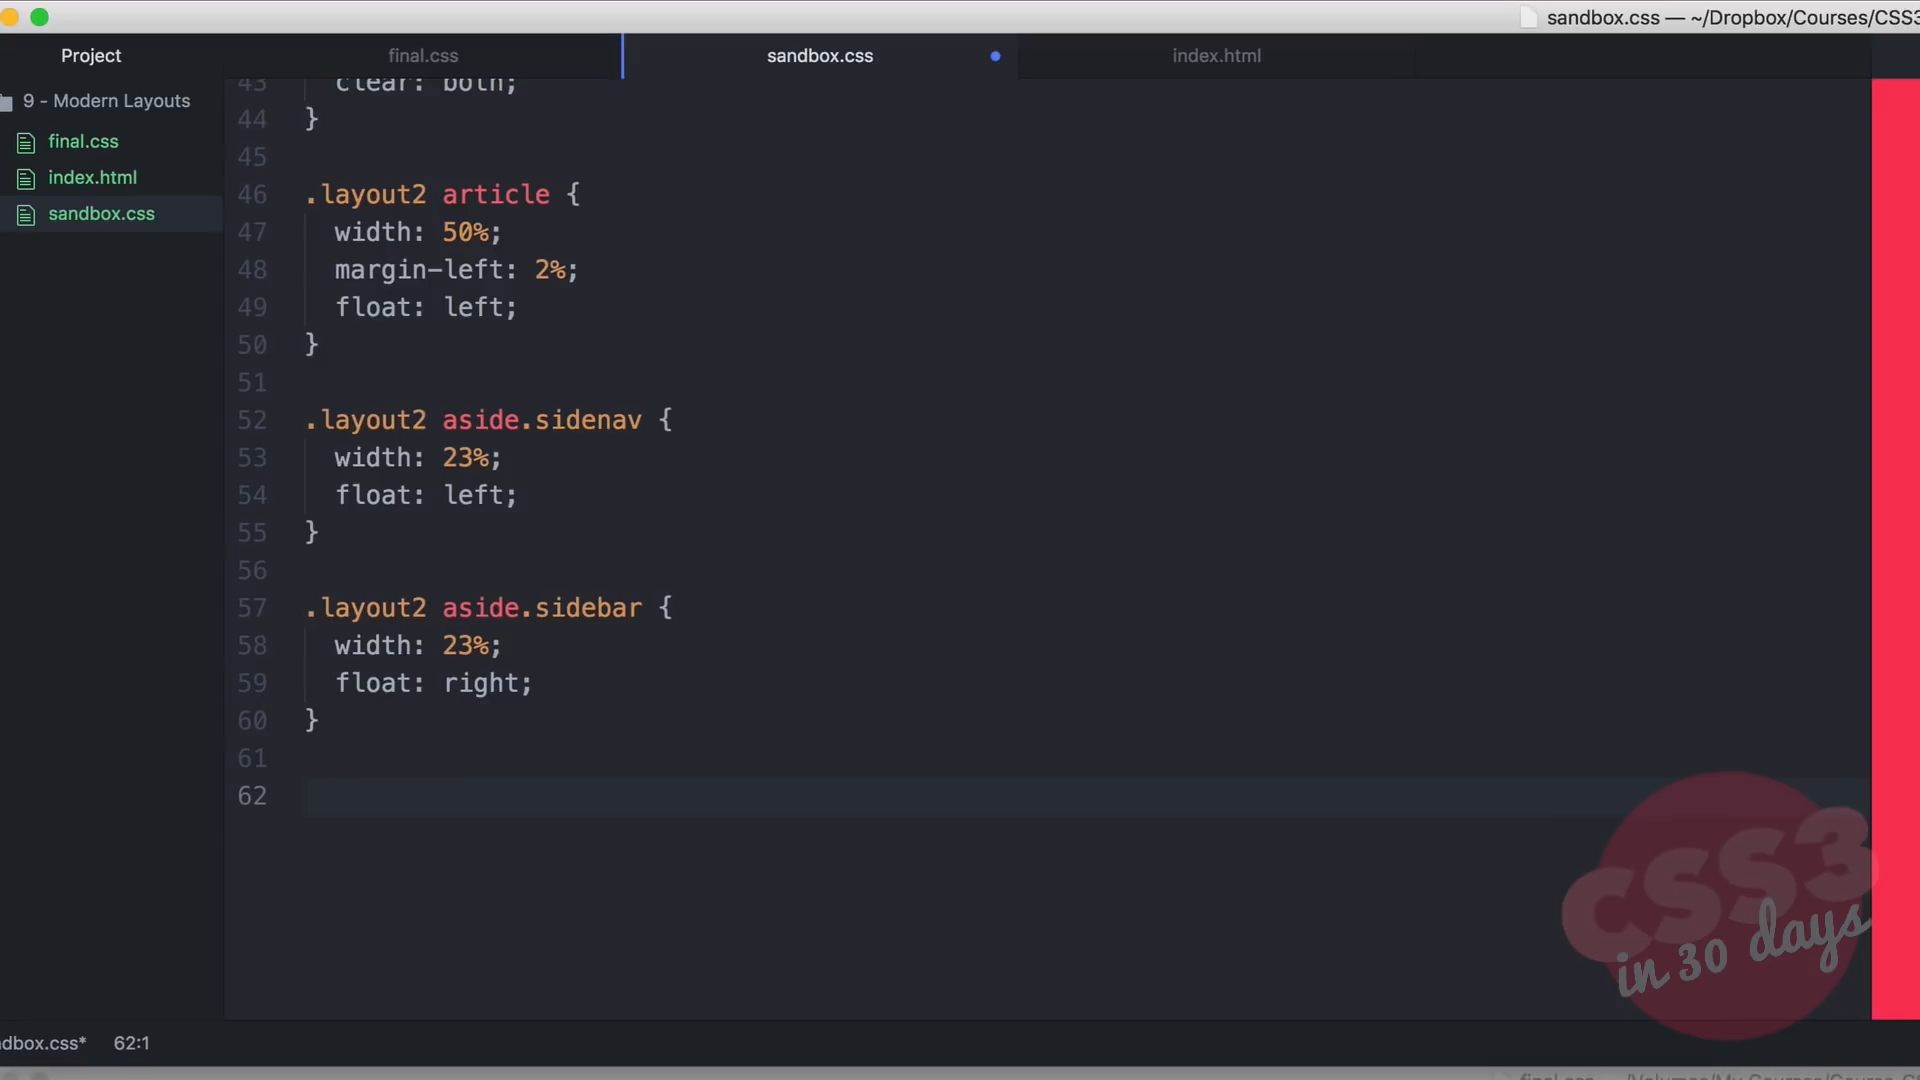 sandbox.css — ~/Dropbox/Courses/CSS3
Project
final.css
sandbox.css
index.html
9 - Modern Layouts
final.css
index.html
sandbox.css
43 clear: both;
44 }
45
46 .layout2 article {
47 width: 50%;
48 margin-left: 2%;
49 float: left;
50 }
51
52 .layout2 aside.sidenav {
53 width: 23%;
54 float: left;
55 }
56
57 .layout2 aside.sidebar {
58 width: 23%;
59 float: right;
60 }
61
62
CSS3
in 30 days
dbox.css* 62:1